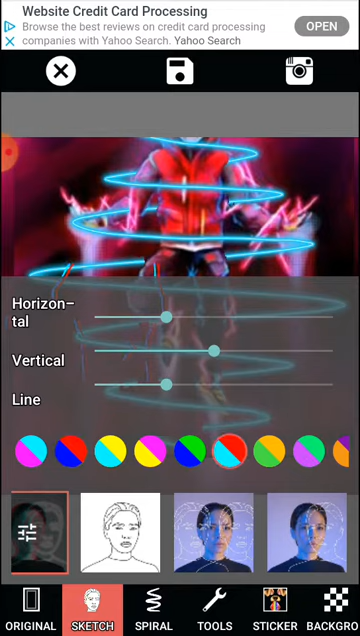 Website Credit Card Processing
Browse the best reviews on credit card processing
companies with Yahoo Search. Yahoo Search
OPEN
Horizon–
tal
Vertical
Line
ORIGINAL
SKETCH
SPIRAL
TOOLS
STICKER
BACKGRO